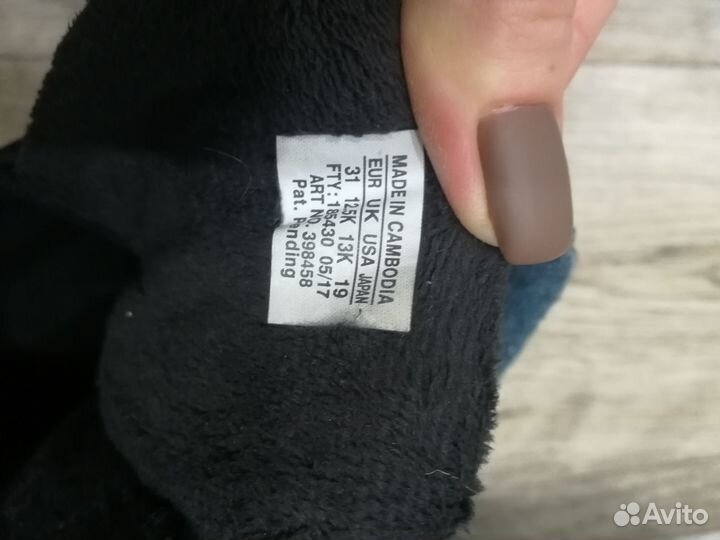 MADE IN CAMBODIA
EUR UK USA JAPAN
31 12.5K 13K 19
FTY: 185430 05/17
ART No. 398458
Pat. Pending
Avito